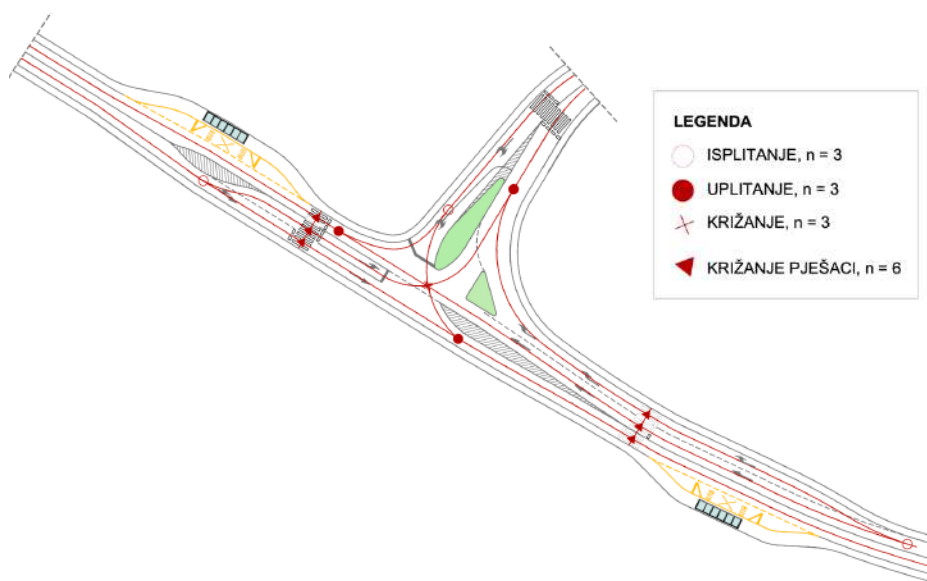 LEGENDA
ISPLITANJE, n = 3
UPLITANJE, n = 3
KRIŽANJE, n = 3
KRIŽANJE PJEŠACI, n = 6